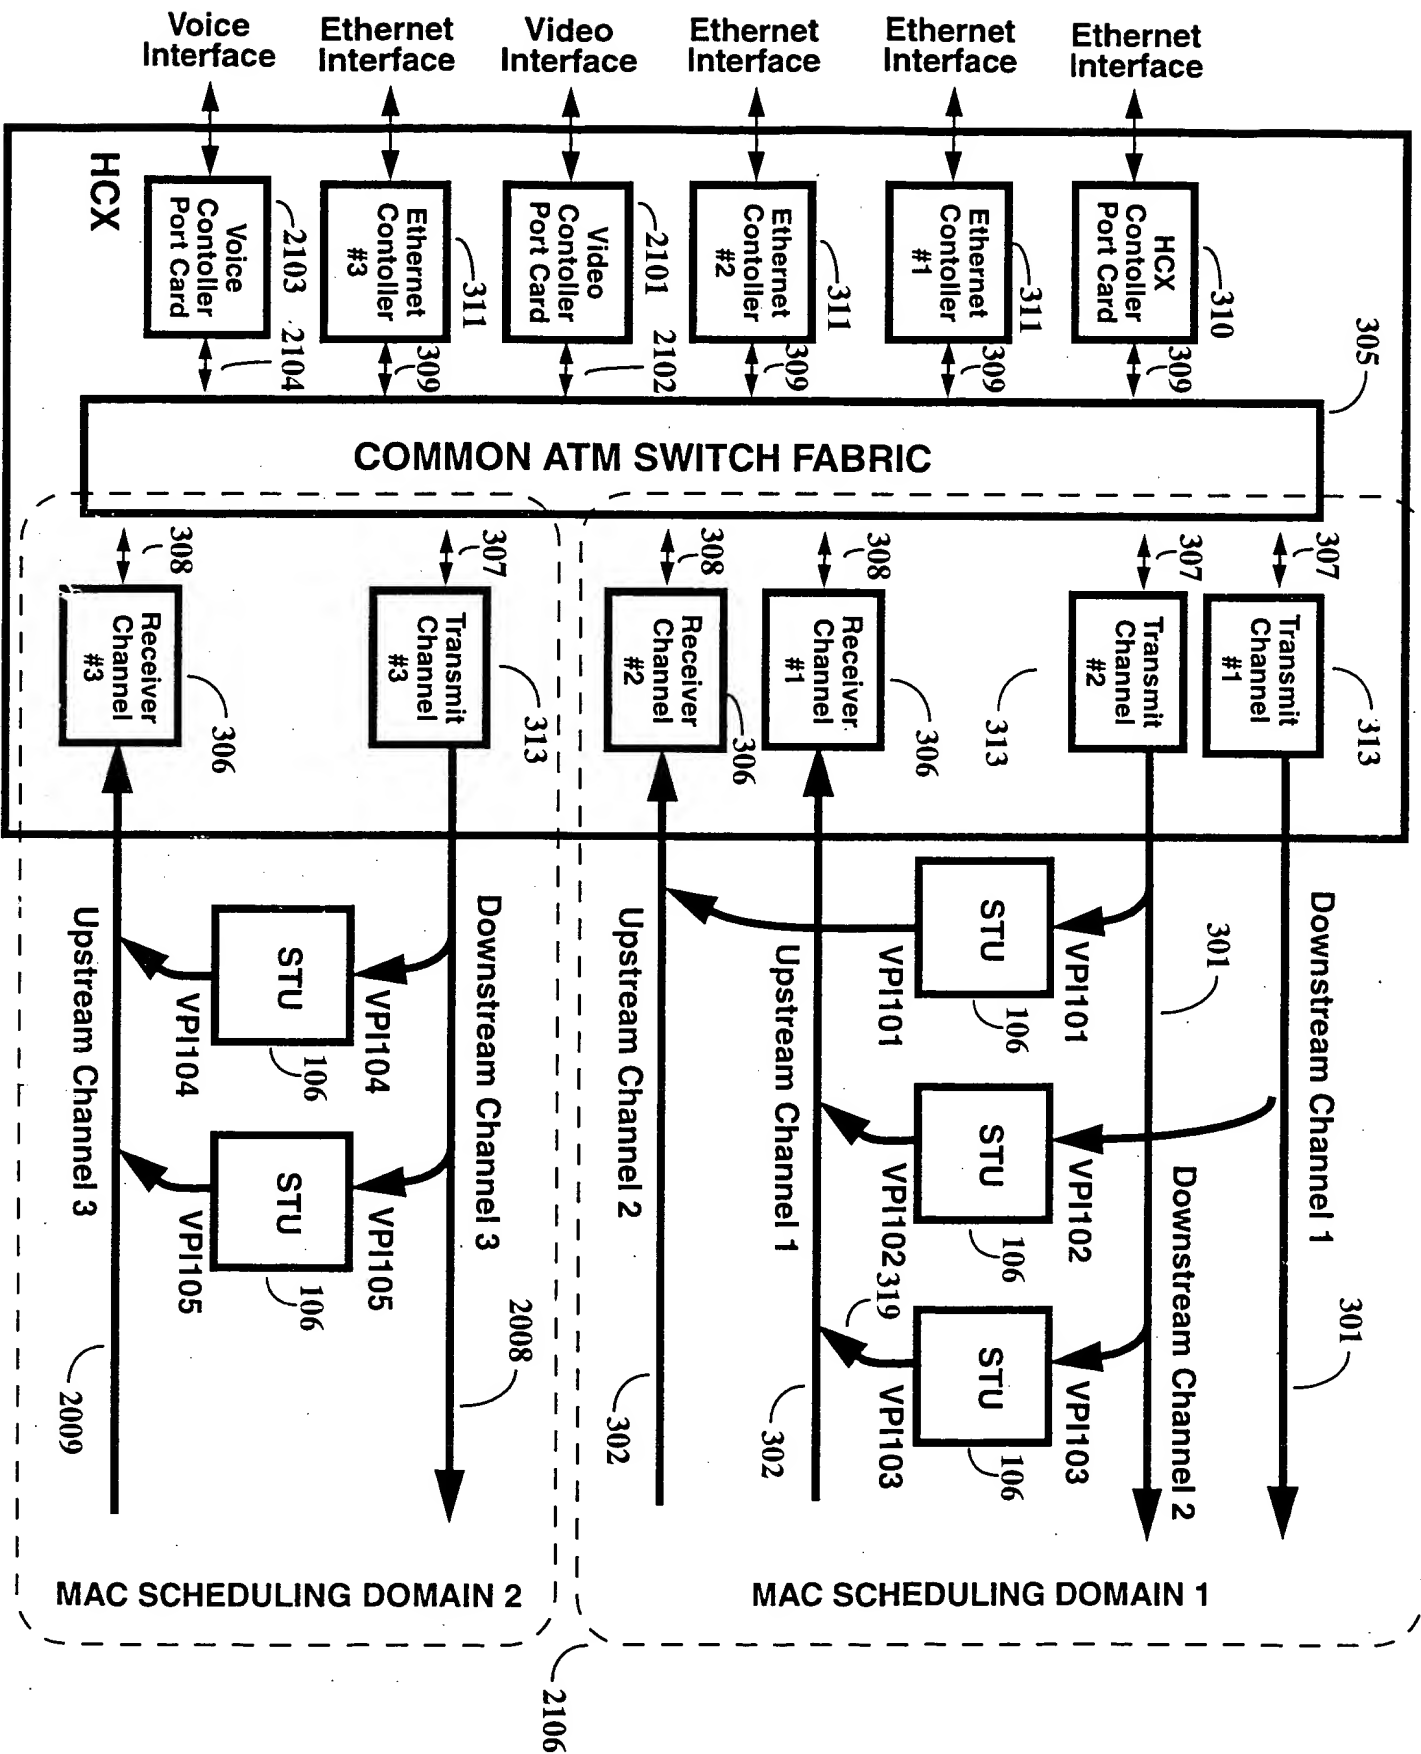 Voice
Interface
Ethernet
Interface
Video
Interface
Ethernet
Interface
Ethernet
Interface
Ethernet
Interface
HCX
Voice
Contoller
Port Card
2103
2104
Ethernet
Contoller
#3
311
309
Video
Contoller
Port Card
2101
2102
Ethernet
Contoller
#2
311
309
Ethernet
Contoller
#1
311
309
HCX
Contoller
Port Card
310
309
305
COMMON ATM SWITCH FABRIC
308
307
308
308
307
307
Receiver
Channel
#3
306
Transmit
Channel
#3
313
Receiver
Channel
#2
306
Receiver
Channel
#1
306
313
Transmit
Channel
#2
Transmit
Channel
#1
313
Upstream Channel 3
VPI104
STU
106
VPI104
Downstream Channel 3
VPI105
STU
106
VPI105
2009
2008
Upstream Channel 2
Upstream Channel 1
VPI101
STU
106
VPI101
301
Downstream Channel 1
VPI102
STU
106
VPI102
Downstream Channel 2
319
VPI103
STU
106
VPI103
302
302
301
MAC SCHEDULING DOMAIN 2
MAC SCHEDULING DOMAIN 1
2106